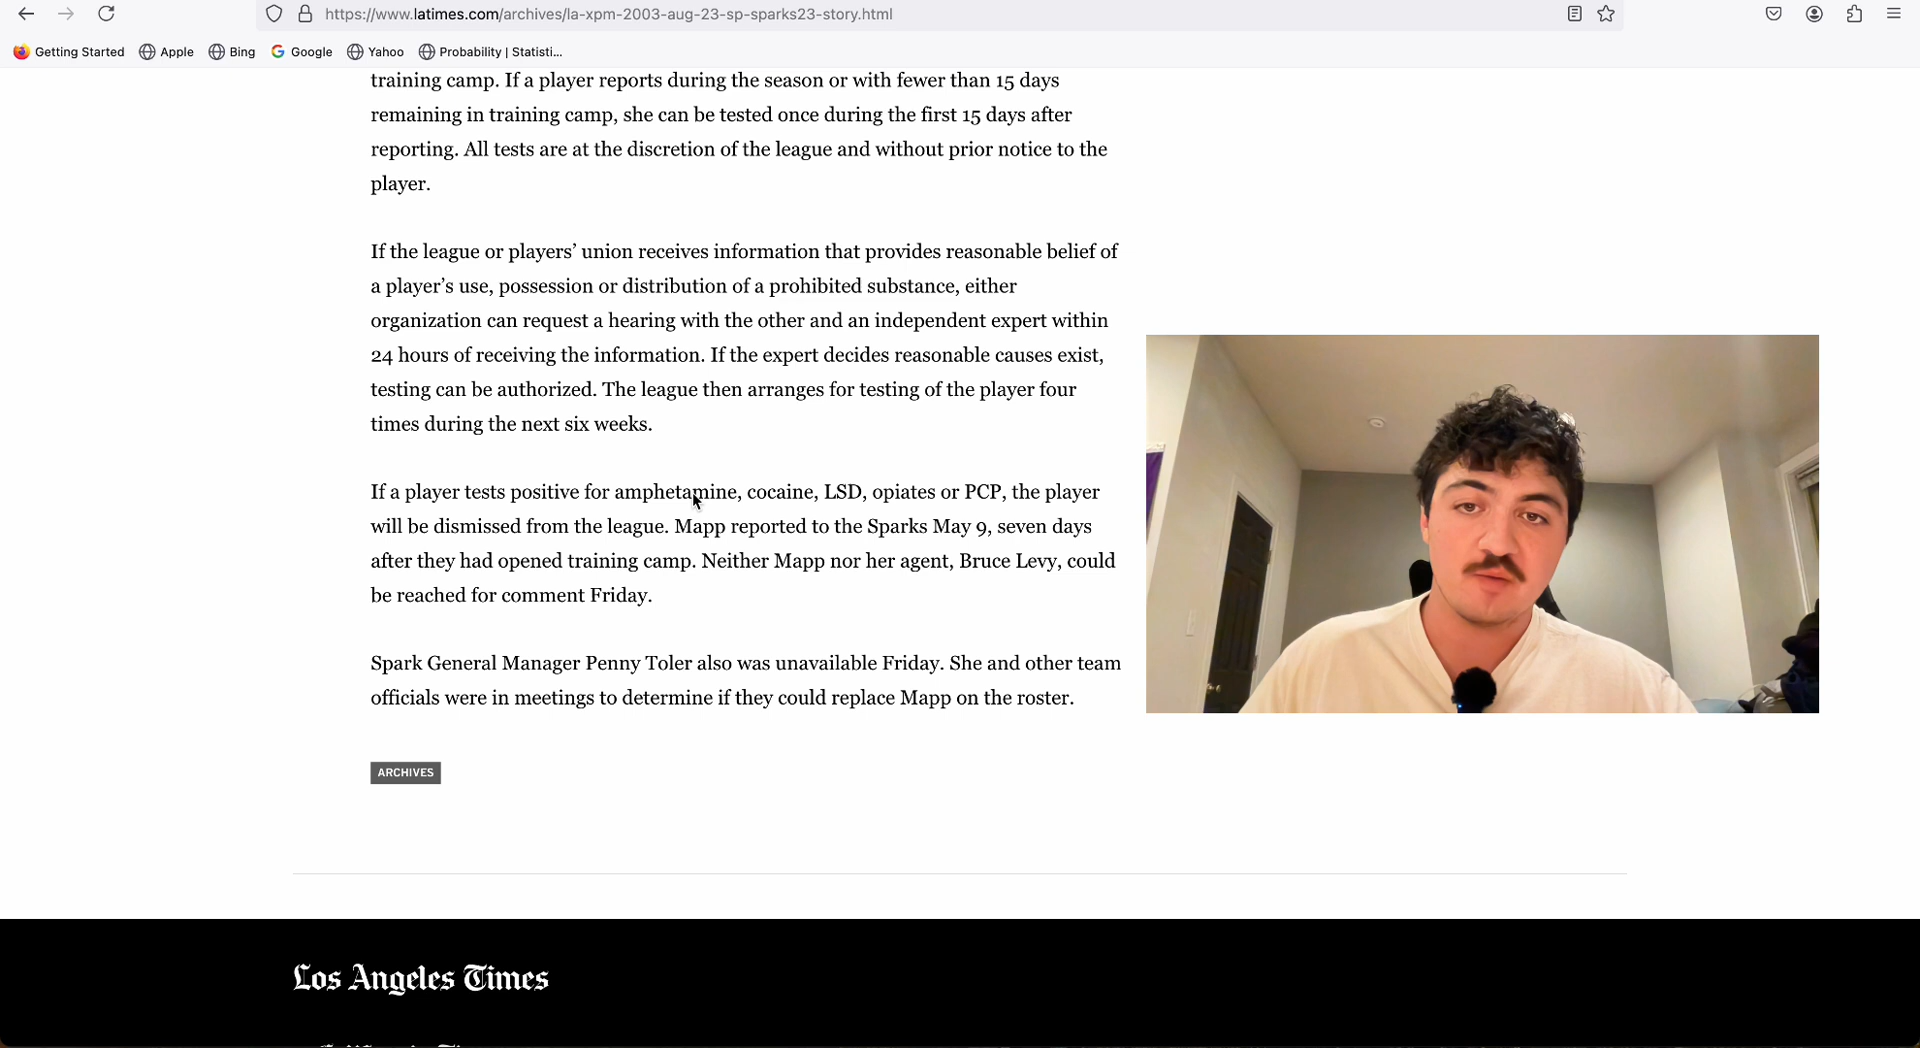 https://www.latimes.com/archives/la-xpm-2003-aug-23-sp-sparks23-story.html
Getting Started Apple Bing Google Yahoo Probability | Statisti...
training camp. If a player reports during the season or with fewer than 15 days
remaining in training camp, she can be tested once during the first 15 days after
reporting. All tests are at the discretion of the league and without prior notice to the
player.
If the league or players’ union receives information that provides reasonable belief of
a player’s use, possession or distribution of a prohibited substance, either
organization can request a hearing with the other and an independent expert within
24 hours of receiving the information. If the expert decides reasonable causes exist,
testing can be authorized. The league then arranges for testing of the player four
times during the next six weeks.
If a player tests positive for amphetamine, cocaine, LSD, opiates or PCP, the player
will be dismissed from the league. Mapp reported to the Sparks May 9, seven days
after they had opened training camp. Neither Mapp nor her agent, Bruce Levy, could
be reached for comment Friday.
Spark General Manager Penny Toler also was unavailable Friday. She and other team
officials were in meetings to determine if they could replace Mapp on the roster.
ARCHIVES
Los Angeles Times